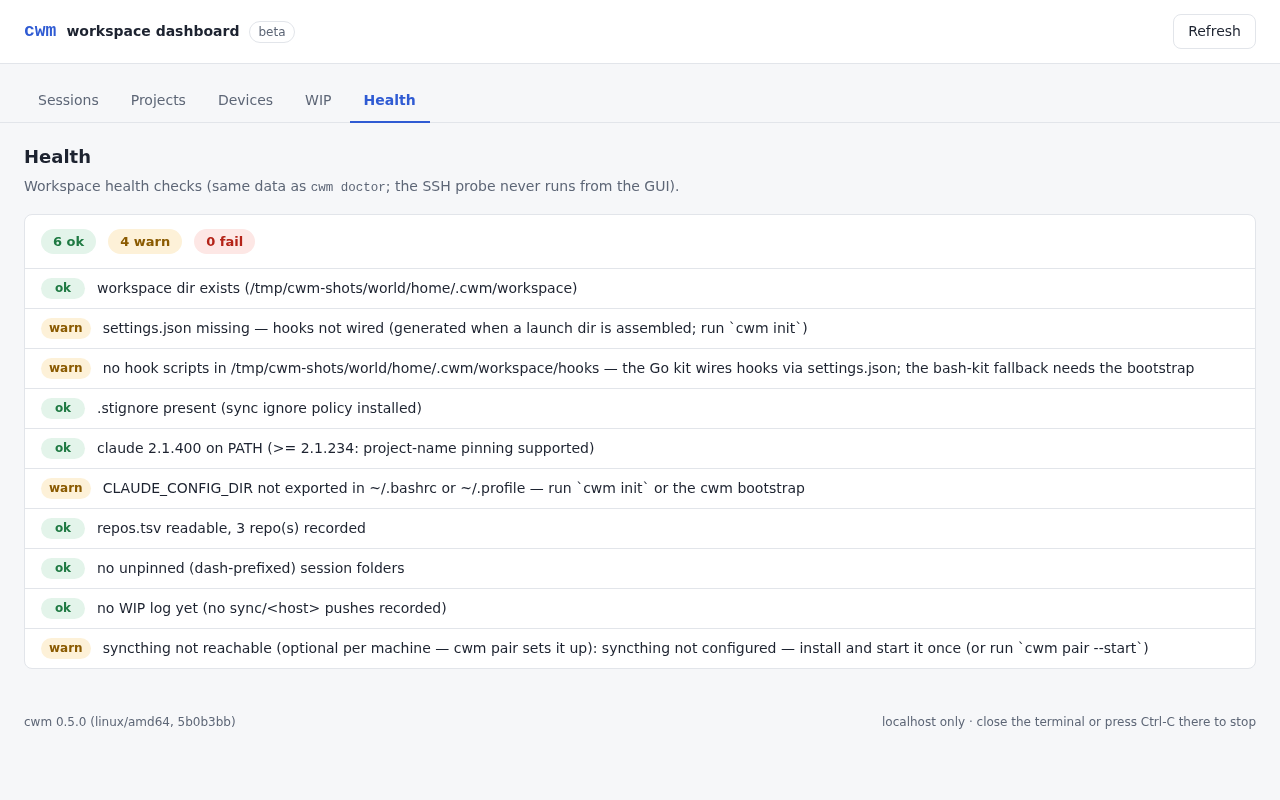 cwm workspace dashboard beta Refresh
Sessions Projects Devices WIP Health
Health
Workspace health checks (same data as cwm doctor; the SSH probe never runs from the GUI).
6 ok 4 warn 0 fail
ok workspace dir exists (/tmp/cwm-shots/world/home/.cwm/workspace)
warn settings.json missing — hooks not wired (generated when a launch dir is assembled; run `cwm init`)
warn no hook scripts in /tmp/cwm-shots/world/home/.cwm/workspace/hooks — the Go kit wires hooks via settings.json; the bash-kit fallback needs the bootstrap
ok .stignore present (sync ignore policy installed)
ok claude 2.1.400 on PATH (>= 2.1.234: project-name pinning supported)
warn CLAUDE_CONFIG_DIR not exported in ~/.bashrc or ~/.profile — run `cwm init` or the cwm bootstrap
ok repos.tsv readable, 3 repo(s) recorded
ok no unpinned (dash-prefixed) session folders
ok no WIP log yet (no sync/<host> pushes recorded)
warn syncthing not reachable (optional per machine — cwm pair sets it up): syncthing not configured — install and start it once (or run `cwm pair --start`)
cwm 0.5.0 (linux/amd64, 5b0b3bb) localhost only · close the terminal or press Ctrl-C there to stop